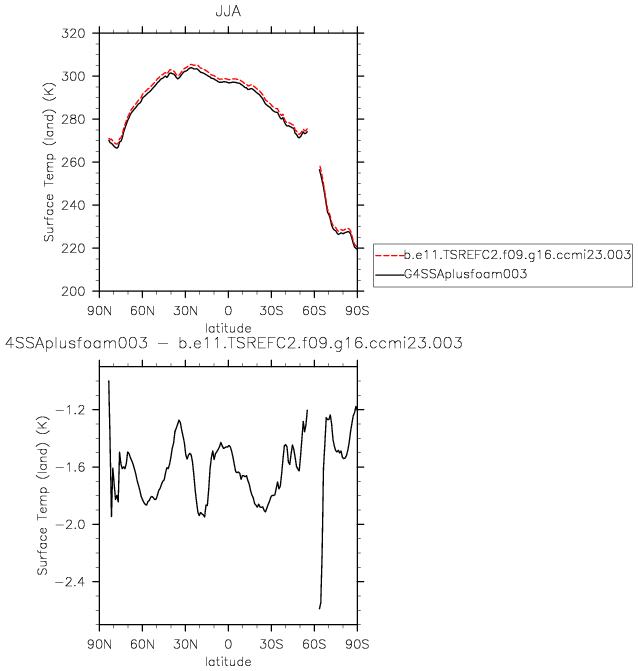 JJA
320
300
280
260
240
220
200
Surface Temp (land) (K)
90N 60N 30N 0 30S 60S 90S
latitude
b.e11.TSREFC2.f09.g16.ccmi23.003
G4SSAplusfoam003
4SSAplusfoam003 − b.e11.TSREFC2.f09.g16.ccmi23.003
−1.2
−1.6
−2.0
−2.4
Surface Temp (land) (K)
90N 60N 30N 0 30S 60S 90S
latitude